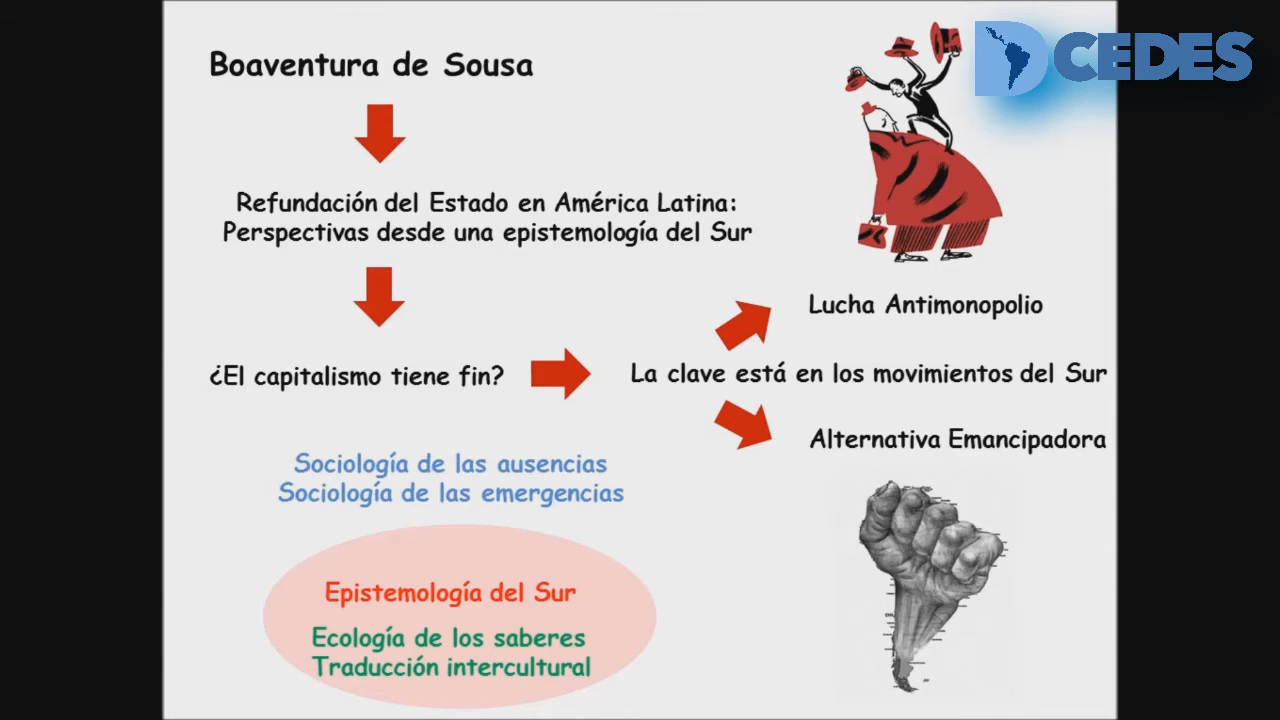 Boaventura de Sousa
CEDES
Refundación del Estado en América Latina:
Perspectivas desde una epistemología del Sur
Lucha Antimonopolio
¿El capitalismo tiene fin?
La clave está en los movimientos del Sur
Alternativa Emancipadora
Sociología de las ausencias
Sociología de las emergencias
Epistemología del Sur
Ecología de los saberes
Traducción intercultural